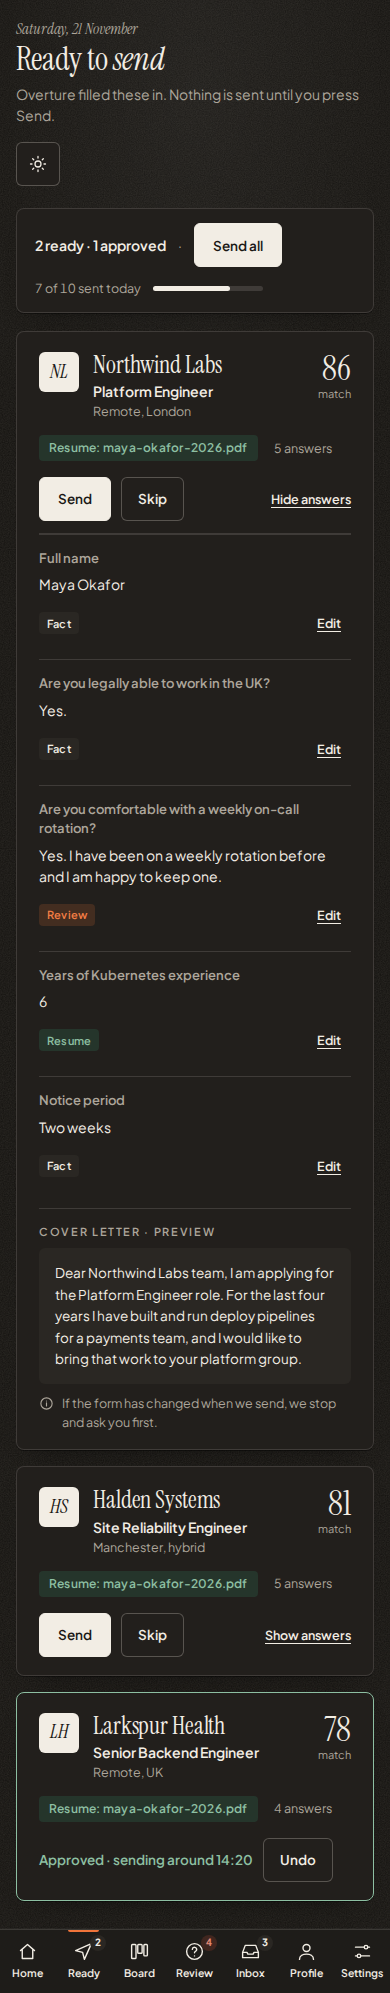 Saturday, 21 November
Ready to send
Overture filled these in. Nothing is sent until you press
Send.
2 ready · 1 approved · Send all
7 of 10 sent today
NL Northwind Labs 86
Platform Engineer match
Remote, London
Resume: maya-okafor-2026.pdf 5 answers
Send Skip Hide answers
Full name
Maya Okafor
Fact Edit
Are you legally able to work in the UK?
Yes.
Fact Edit
Are you comfortable with a weekly on-call
rotation?
Yes. I have been on a weekly rotation before
and I am happy to keep one.
Review Edit
Years of Kubernetes experience
6
Resume Edit
Notice period
Two weeks
Fact Edit
COVER LETTER · PREVIEW
Dear Northwind Labs team, I am applying for
the Platform Engineer role. For the last four
years I have built and run deploy pipelines
for a payments team, and I would like to
bring that work to your platform group.
If the form has changed when we send, we stop
and ask you first.
HS Halden Systems 81
Site Reliability Engineer match
Manchester, hybrid
Resume: maya-okafor-2026.pdf 5 answers
Send Skip Show answers
LH Larkspur Health 78
Senior Backend Engineer match
Remote, UK
Resume: maya-okafor-2026.pdf 4 answers
Approved · sending around 14:20 Undo
2 4 3
Home Ready Board Review Inbox Profile Settings